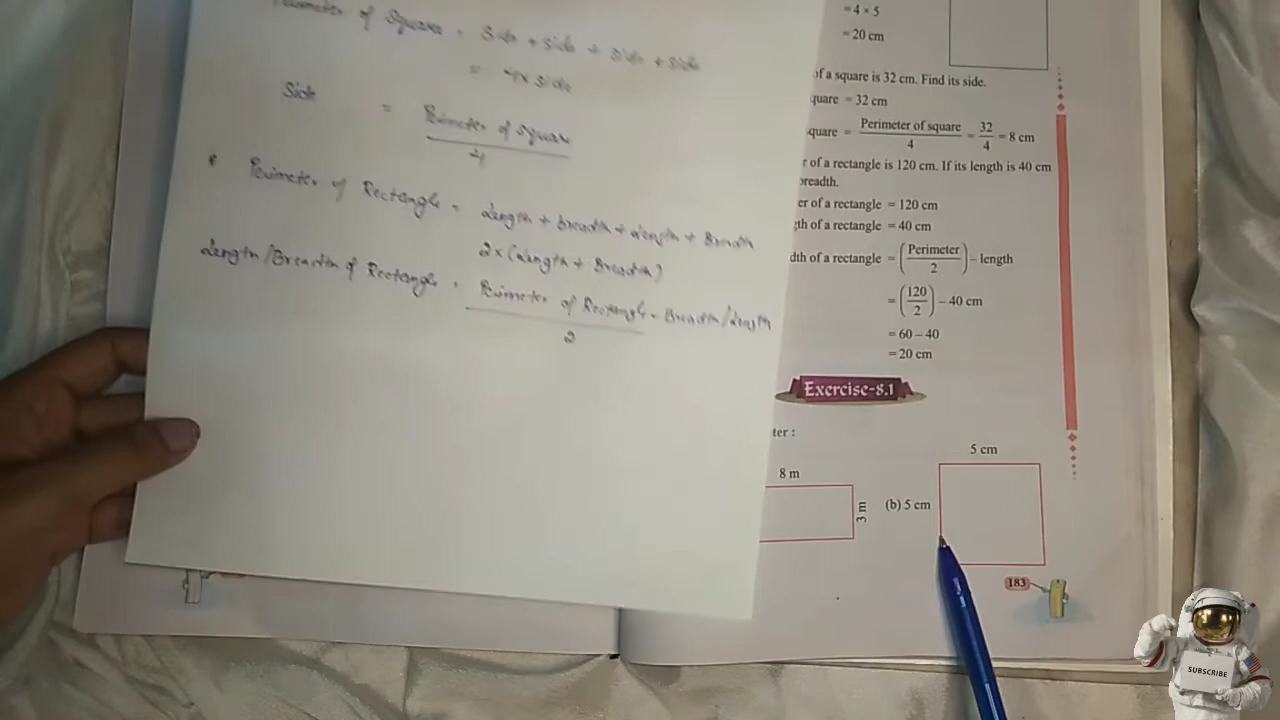 Perimeter of Square = Side + Side + Side + Side
= 4 x Side
Side = Perimeter of Square
4
Perimeter of Rectangle = Length + Breadth + Length + Breadth
2 x (Length + Breadth)
Length/Breadth of Rectangle = Perimeter of Rectangle - Breadth/Length
2
= 4 × 5
= 20 cm
of a square is 32 cm. Find its side.
quare = 32 cm
quare = Perimeter of square / 4 = 32/4 = 8 cm
r of a rectangle is 120 cm. If its length is 40 cm
breadth.
er of a rectangle = 120 cm
gth of a rectangle = 40 cm
dth of a rectangle = (Perimeter/2) – length
= (120/2) – 40 cm
= 60 – 40
= 20 cm
Exercise-8.1
ter :
8 m
3 m
(b) 5 cm
5 cm
183
SUBSCRIBE